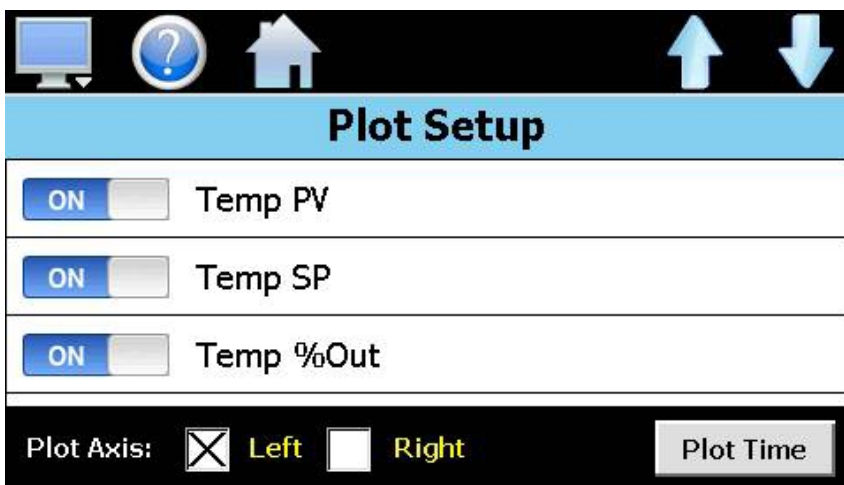 ?
Plot Setup
ON Temp PV
ON Temp SP
ON Temp %Out
Plot Axis: Left Right Plot Time